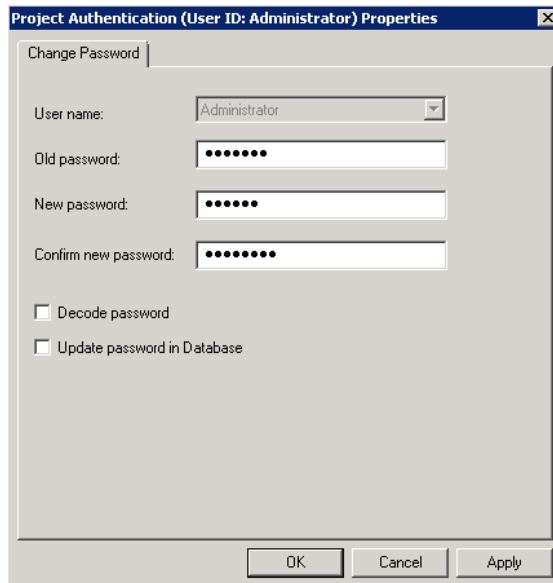 Project Authentication (User ID: Administrator) Properties
Change Password
User name: Administrator
Old password: •••••••
New password: ••••••
Confirm new password: ••••••••
Decode password
Update password in Database
OK Cancel Apply